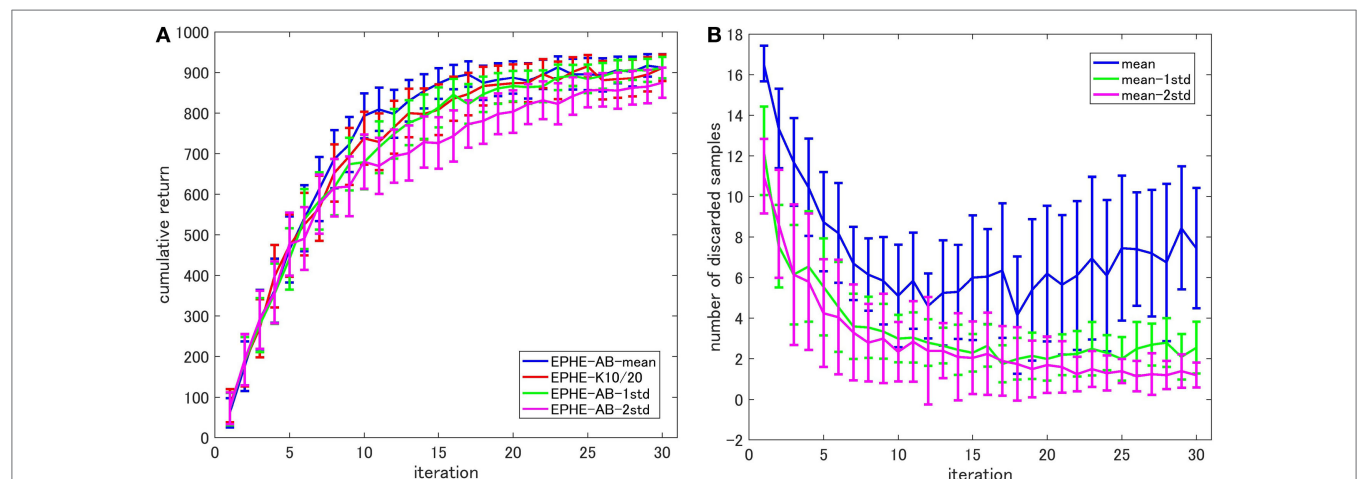 A
1000
900
800
700
600
500
400
300
200
100
0
cumulative return
0 5 10 15 20 25 30
iteration
EPHE-AB-mean
EPHE-K10/20
EPHE-AB-1std
EPHE-AB-2std
B
18
16
14
12
10
8
6
4
2
0
-2
number of discarded samples
0 5 10 15 20 25 30
iteration
mean
mean-1std
mean-2std